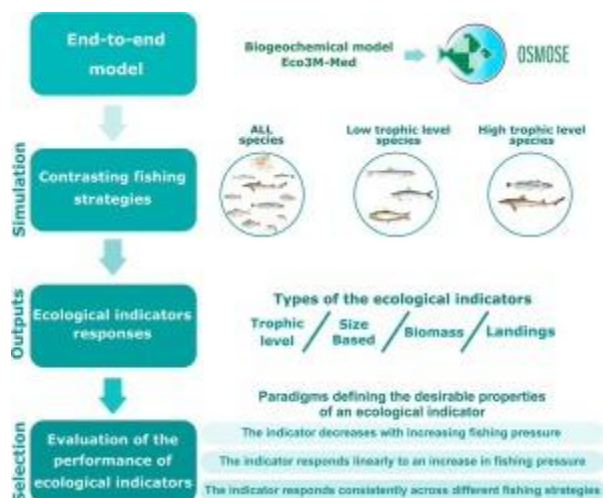 End-to-end
model
Biogeochemical model
Eco3M-Med
OSMOSE
Simulation
Contrasting fishing
strategies
ALL
species
Low trophic level
species
High trophic level
species
Outputs
Ecological indicators
responses
Types of the ecological indicators
Trophic
level
Size
Based
Biomass
Landings
Selection
Evaluation of the
performance of
ecological indicators
Paradigms defining the desirable properties
of an ecological indicator
The indicator decreases with increasing fishing pressure
The indicator responds linearly to an increase in fishing pressure
The indicator responds consistently across different fishing strategies